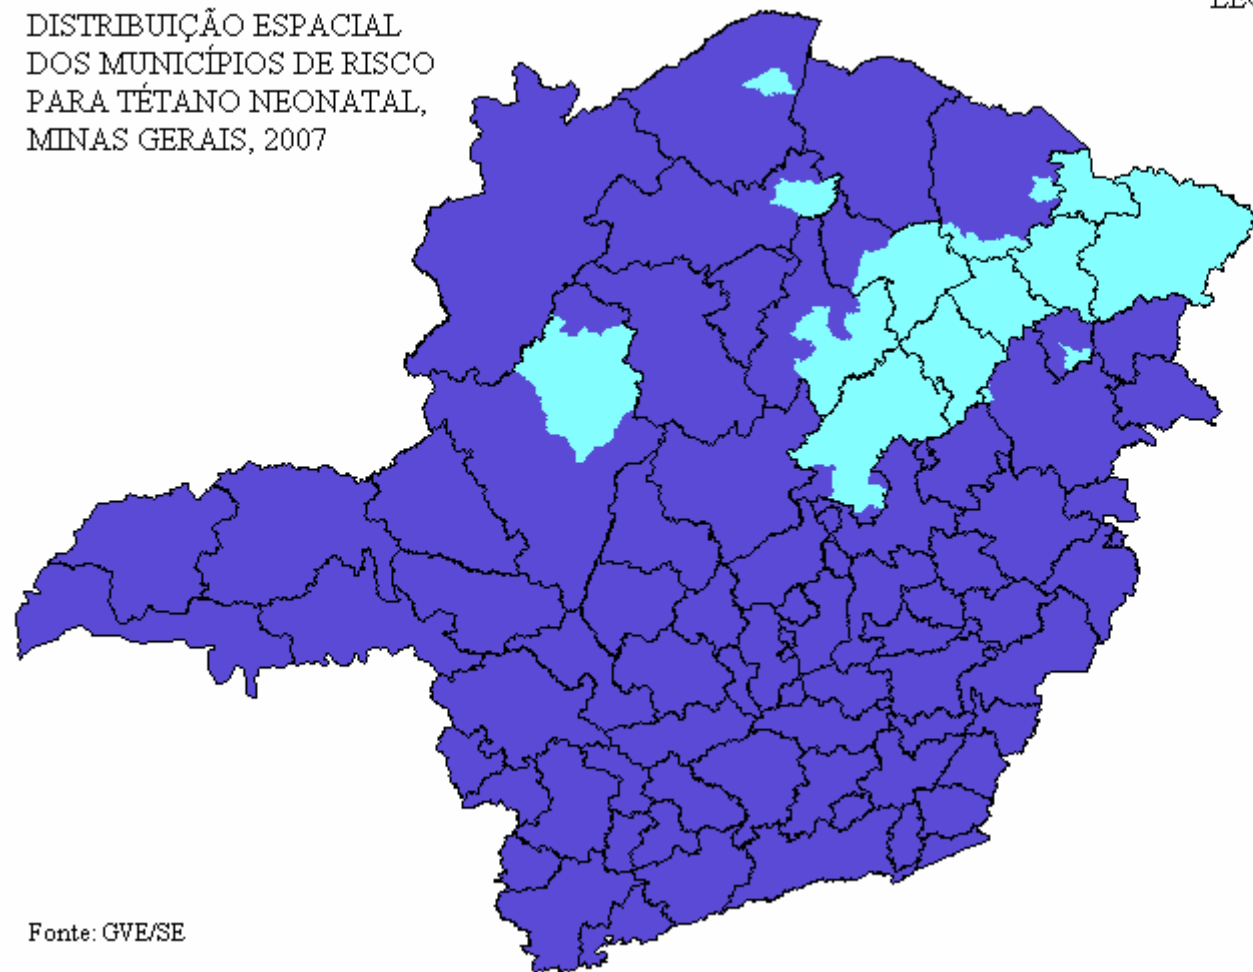 DISTRIBUIÇÃO ESPACIAL
DOS MUNICÍPIOS DE RISCO
PARA TÉTANO NEONATAL,
MINAS GERAIS, 2007
Fonte: GVE/SE